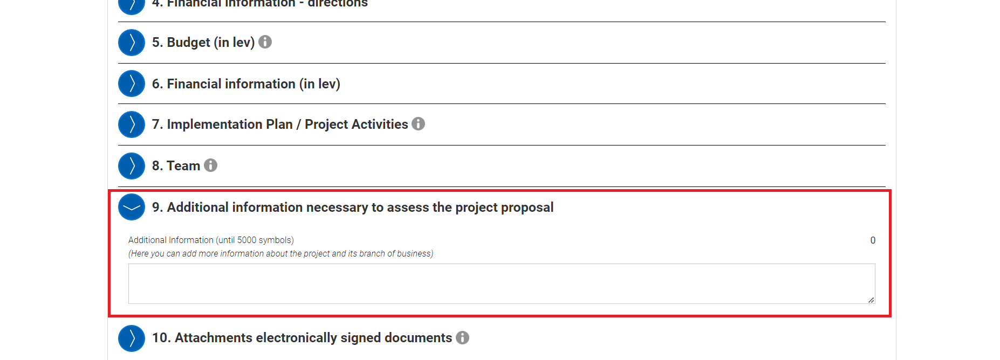 4. Financial information - directions
5. Budget (in lev)
6. Financial information (in lev)
7. Implementation Plan / Project Activities
8. Team
9. Additional information necessary to assess the project proposal
Additional Information (until 5000 symbols) 0
(Here you can add more information about the project and its branch of business)
10. Attachments electronically signed documents